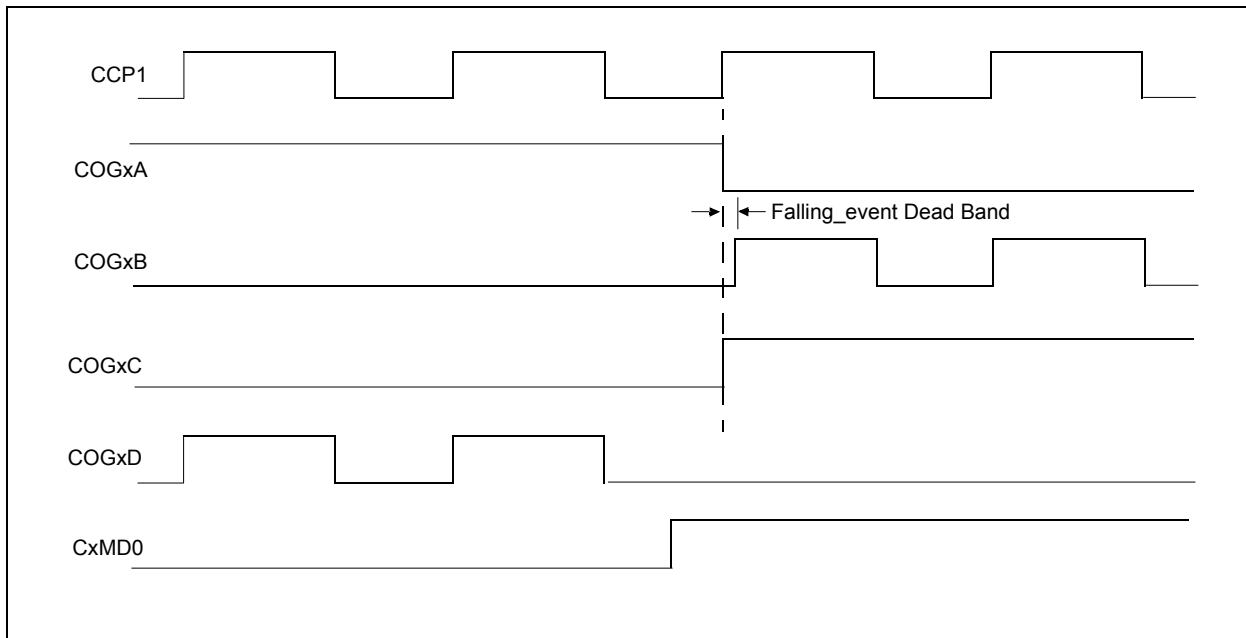 CCP1
COGxA
Falling_event Dead Band
COGxB
COGxC
COGxD
CxMD0